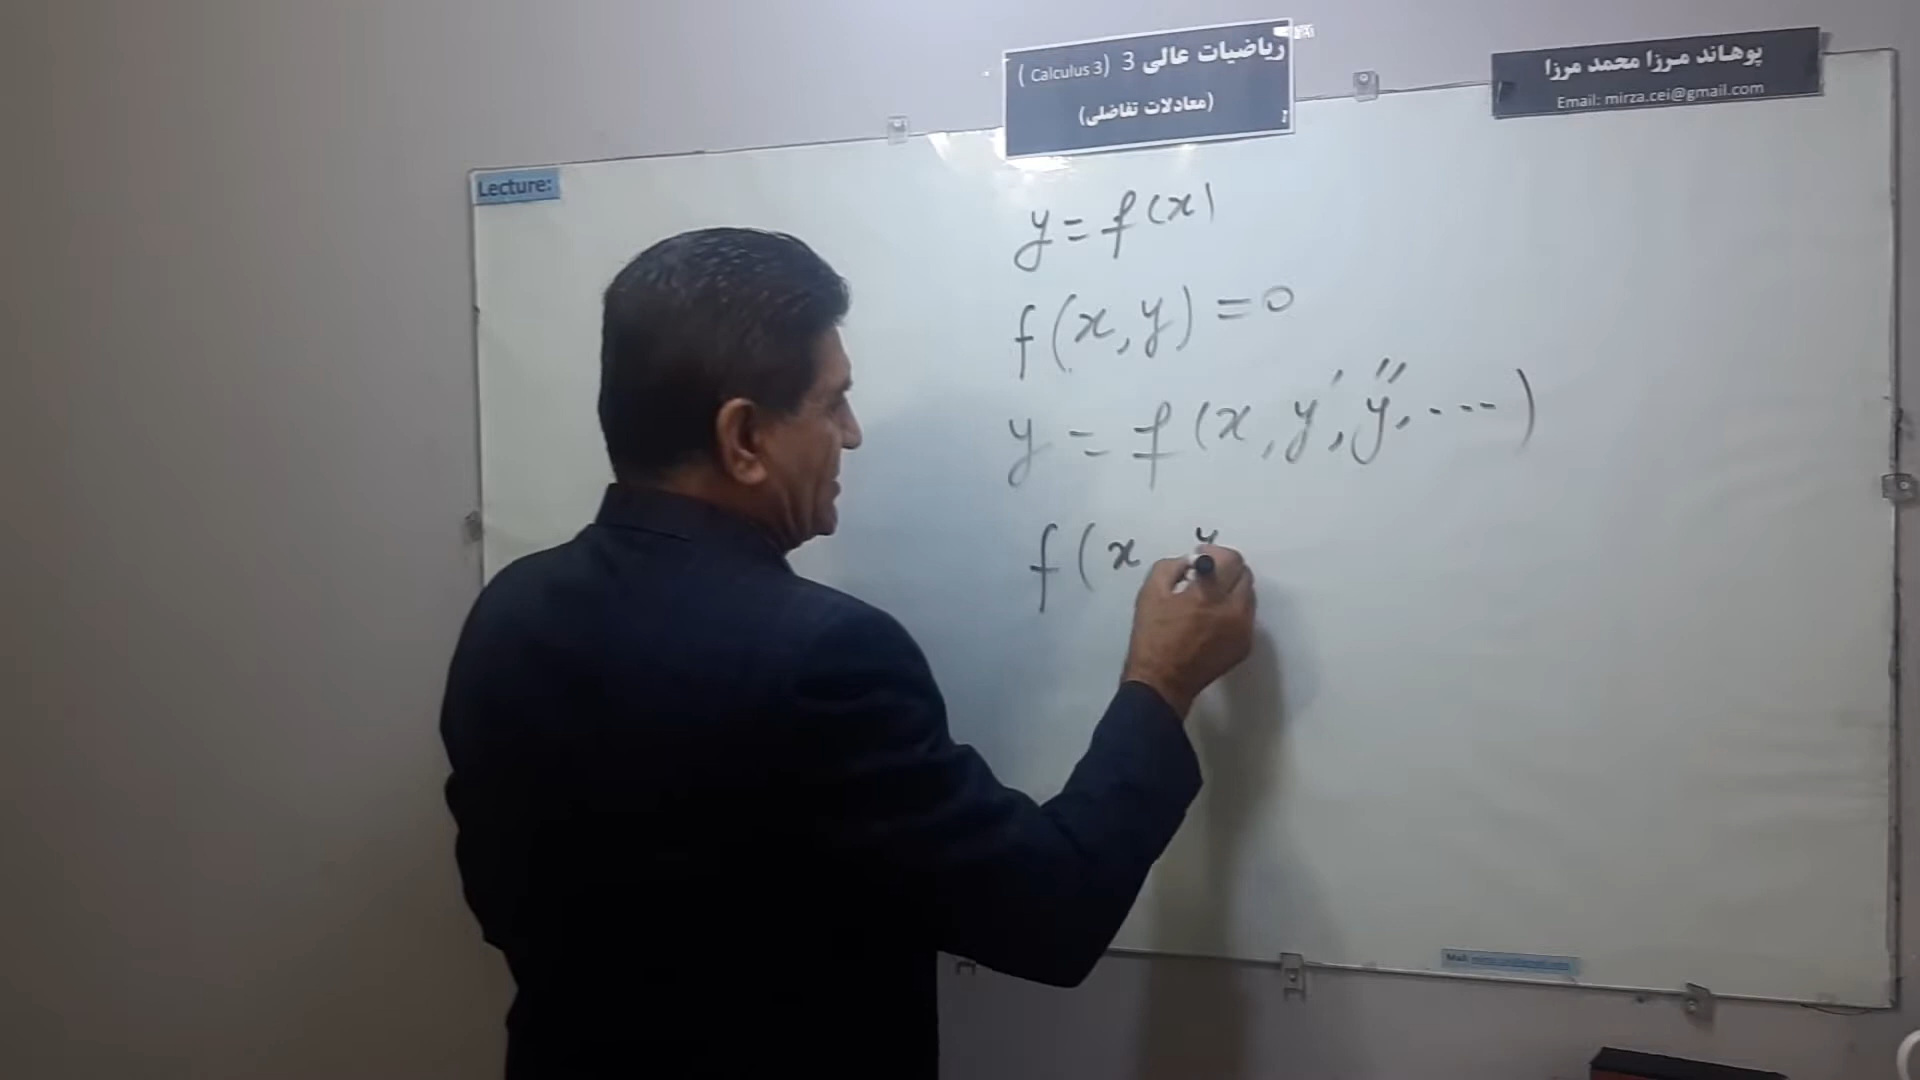 ریاضیات عالی 3 (Calculus 3)
(معادلات تفاضلی)
پوهاند مرزا محمد مرزا
Email: mirza.cei@gmail.com
Lecture:
y = f(x)
f(x, y) = 0
y = f(x, y', y'', ...)
f(x, y